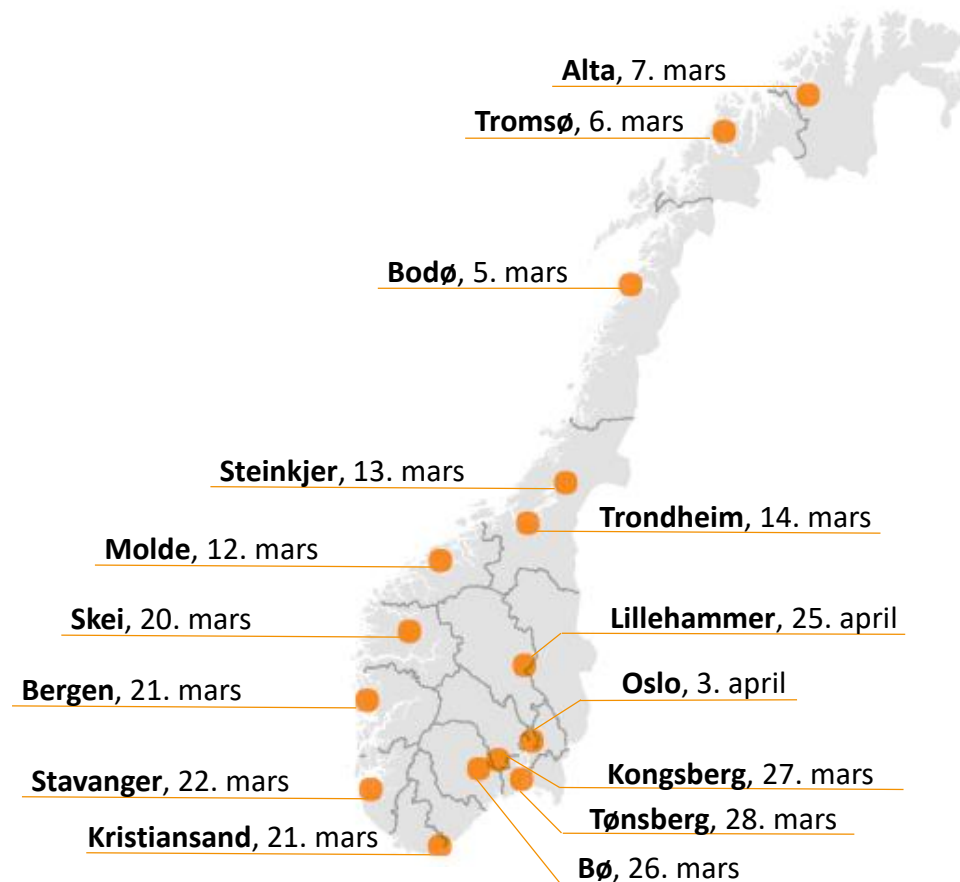 Alta, 7. mars
Tromsø, 6. mars
Bodø, 5. mars
Steinkjer, 13. mars
Trondheim, 14. mars
Molde, 12. mars
Skei, 20. mars
Lillehammer, 25. april
Bergen, 21. mars
Oslo, 3. april
Stavanger, 22. mars
Kongsberg, 27. mars
Tønsberg, 28. mars
Kristiansand, 21. mars
Bø, 26. mars